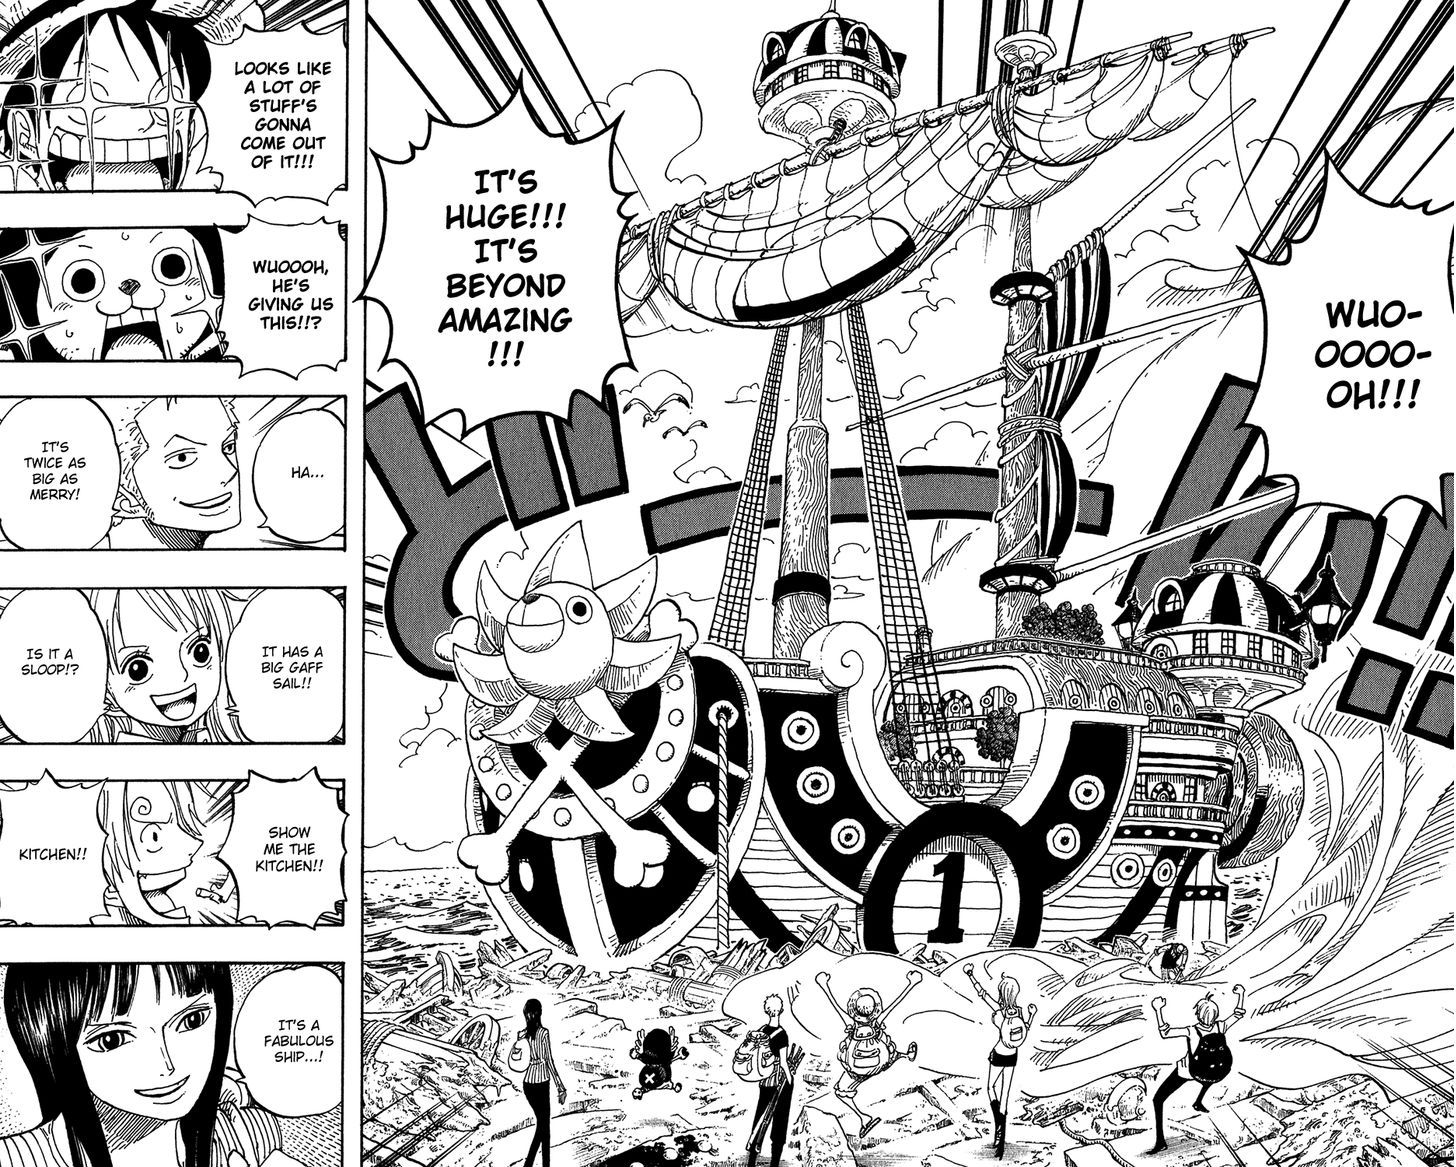 WUO-
OOOO-
OH!!!
IT'S
HUGE!!!
IT'S
BEYOND
AMAZING
!!!
1
LOOKS LIKE
A LOT OF
STUFF'S
GONNA
COME OUT
OF IT!!!
WUOOOH,
HE'S
GIVING US
THIS!!?
HA...
IT'S
TWICE AS
BIG AS
MERRY!
IT HAS A
BIG GAFF
SAIL!!
IS IT A
SLOOP!?
SHOW
ME THE
KITCHEN!!
KITCHEN!!
IT'S A
FABULOUS
SHIP...!